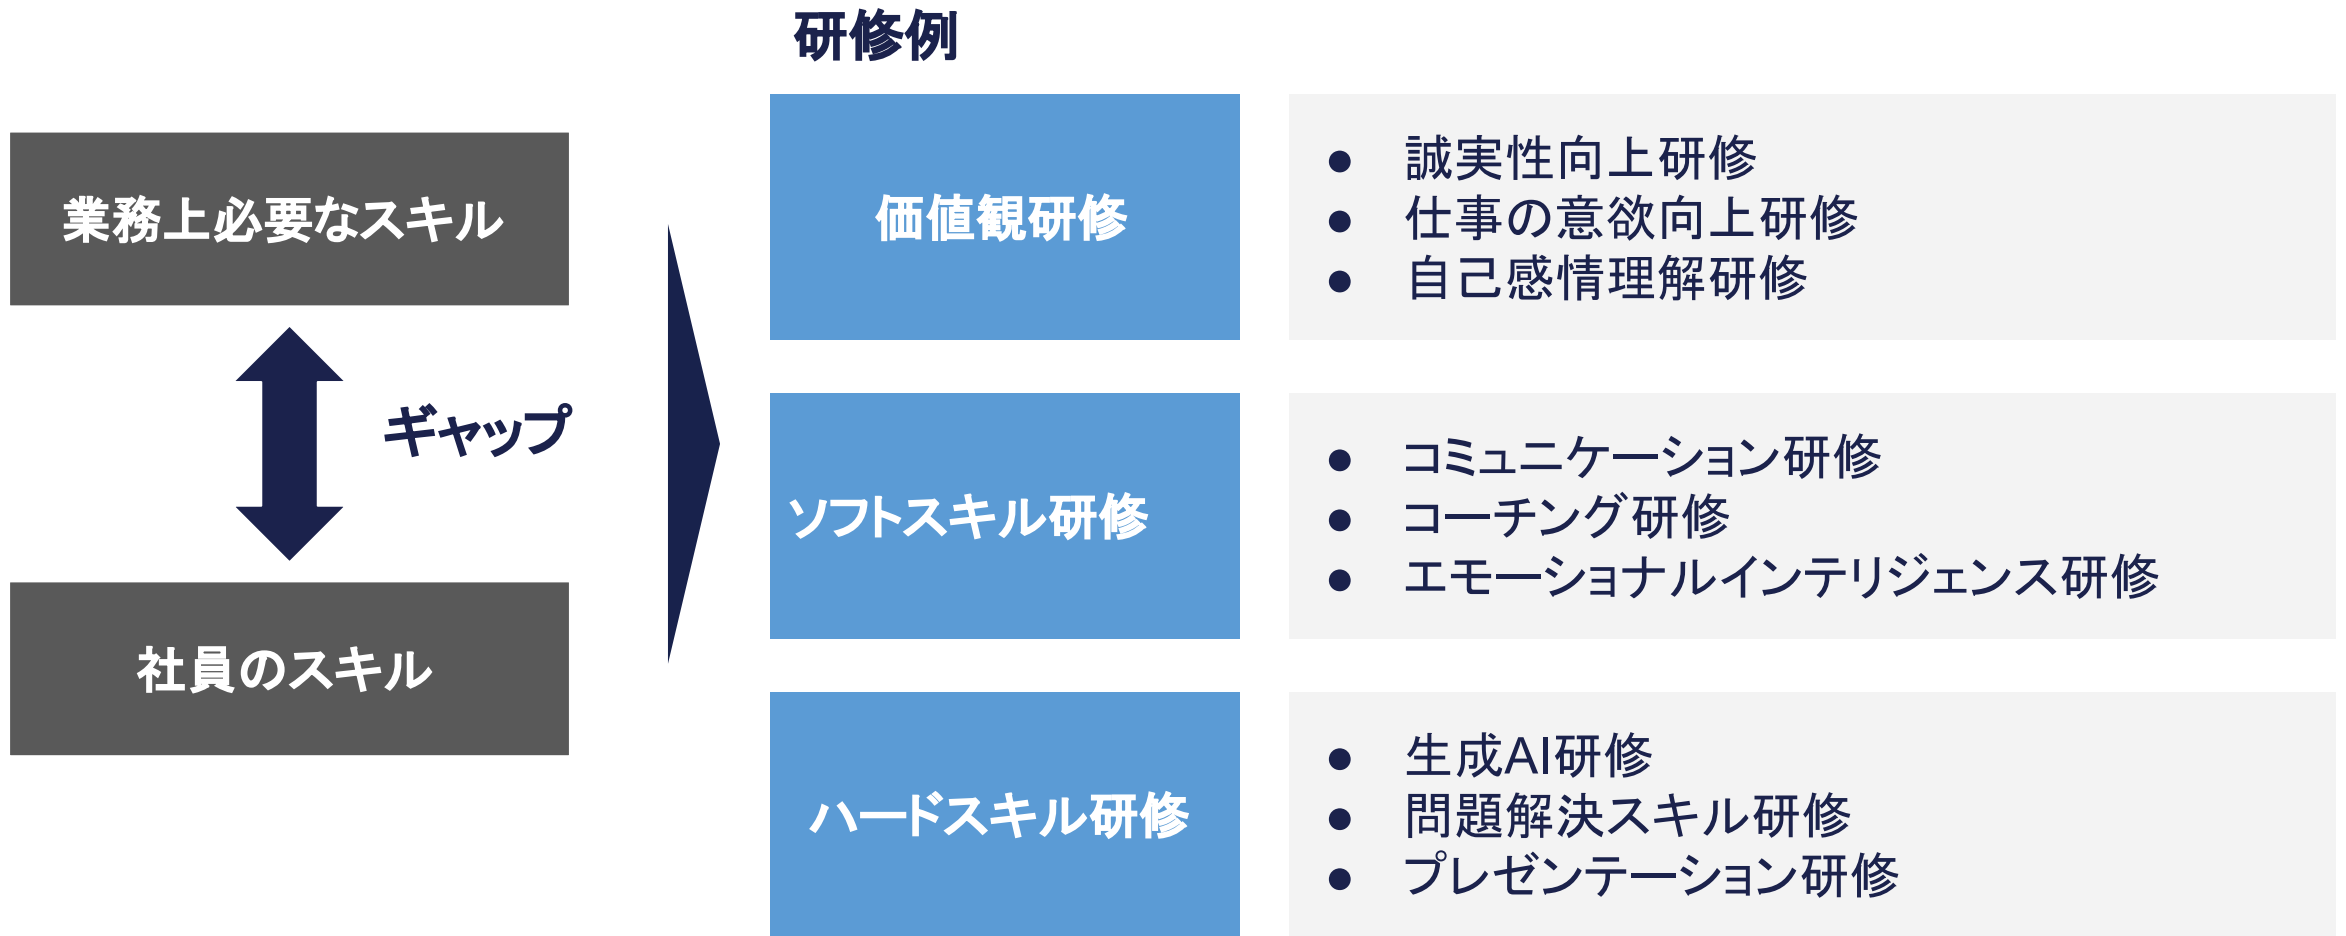 研修例
業務上必要なスキル
ギャップ
社員のスキル
価値観研修
● 誠実性向上研修
● 仕事の意欲向上研修
● 自己感情理解研修
ソフトスキル研修
● コミュニケーション研修
● コーチング研修
● エモーショナルインテリジェンス研修
ハードスキル研修
● 生成AI研修
● 問題解決スキル研修
● プレゼンテーション研修